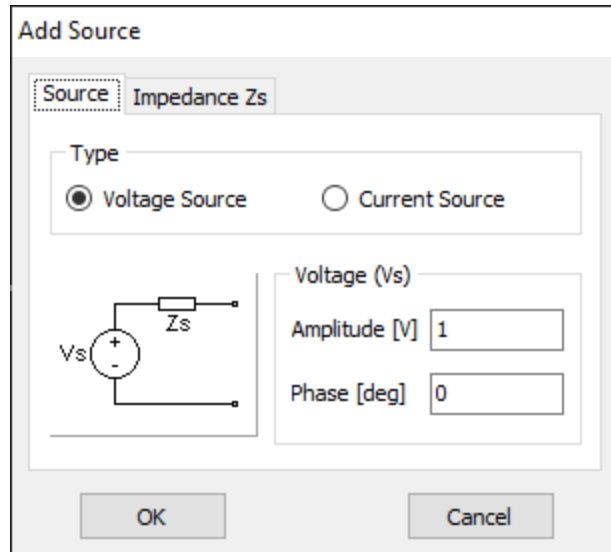 Add Source
Source Impedance Zs
Type
Voltage Source Current Source
Voltage (Vs)
Zs
Vs + -
Amplitude [V] 1
Phase [deg] 0
OK Cancel